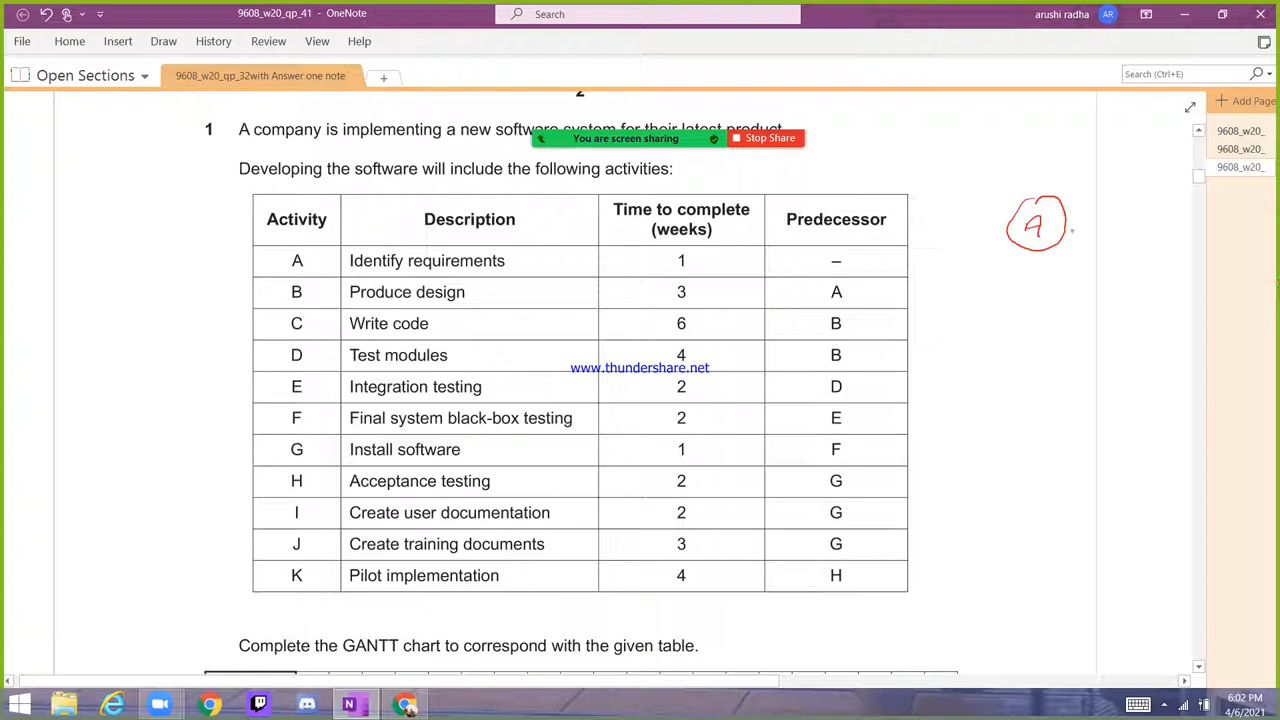 9608_w20_qp_41 - OneNote
Search
arushi radha AR
File Home Insert Draw History Review View Help
Open Sections
9608_w20_qp_32with Answer one note
+
Search (Ctrl+E)
+ Add Page
2
1 A company is implementing a new software system for their latest product.
You are screen sharing Stop Share
Developing the software will include the following activities:
Activity Description Time to complete (weeks) Predecessor
A Identify requirements 1 –
B Produce design 3 A
C Write code 6 B
D Test modules 4 B
www.thundershare.net
E Integration testing 2 D
F Final system black-box testing 2 E
G Install software 1 F
H Acceptance testing 2 G
I Create user documentation 2 G
J Create training documents 3 G
K Pilot implementation 4 H
Complete the GANTT chart to correspond with the given table.
A
9608_w20_
9608_w20_
9608_w20_
6:02 PM
4/6/2021